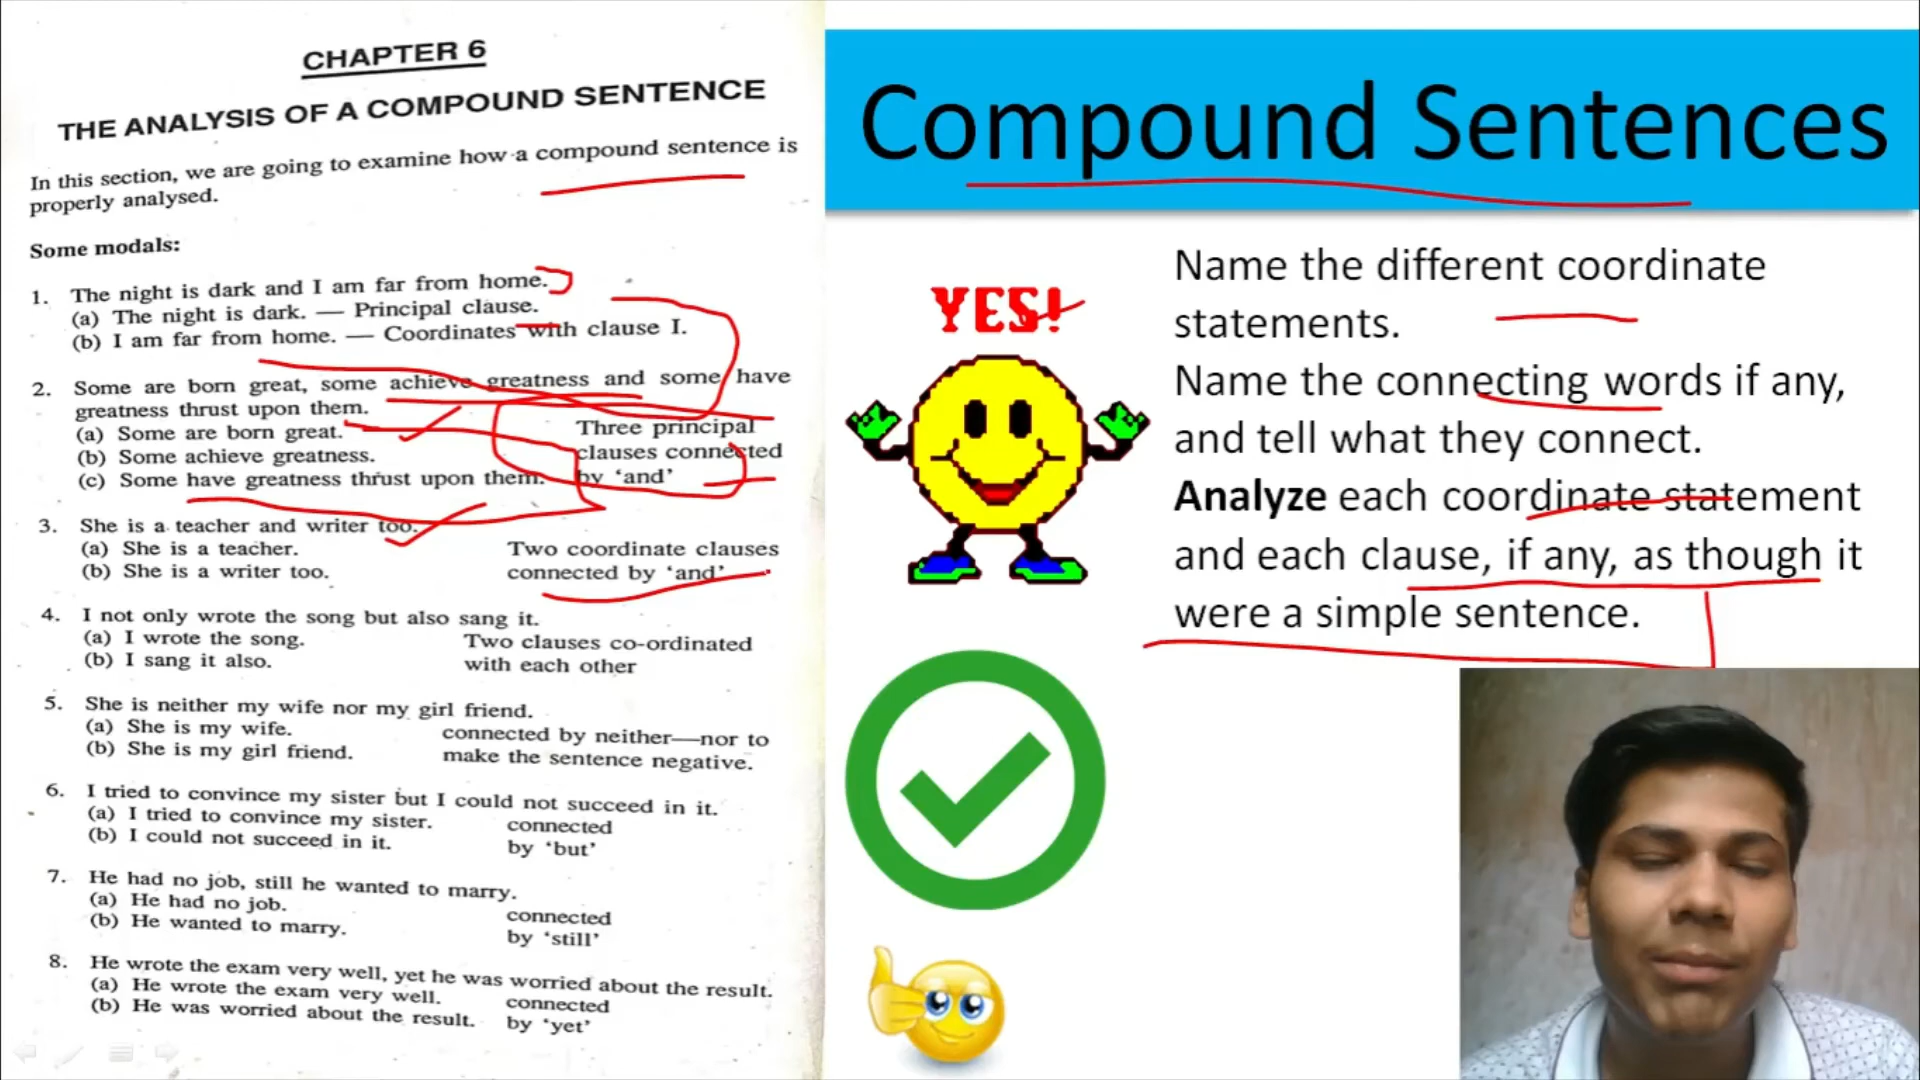 CHAPTER 6
THE ANALYSIS OF A COMPOUND SENTENCE
In this section, we are going to examine how a compound sentence is
properly analysed.
Some modals:
1. The night is dark and I am far from home.
(a) The night is dark. — Principal clause.
(b) I am far from home. — Coordinates with clause I.
2. Some are born great, some achieve greatness and some have
greatness thrust upon them.
(a) Some are born great.
(b) Some achieve greatness.
(c) Some have greatness thrust upon them.
Three principal
clauses connected
by ‘and’
3. She is a teacher and writer too.
(a) She is a teacher.
(b) She is a writer too.
Two coordinate clauses
connected by ‘and’
4. I not only wrote the song but also sang it.
(a) I wrote the song.
(b) I sang it also.
Two clauses co-ordinated
with each other
5. She is neither my wife nor my girl friend.
(a) She is my wife.
(b) She is my girl friend.
connected by neither—nor to
make the sentence negative.
6. I tried to convince my sister but I could not succeed in it.
(a) I tried to convince my sister.
(b) I could not succeed in it.
connected
by ‘but’
7. He had no job, still he wanted to marry.
(a) He had no job.
(b) He wanted to marry.
connected
by ‘still’
8. He wrote the exam very well, yet he was worried about the result.
(a) He wrote the exam very well.
(b) He was worried about the result.
connected
by ‘yet’
Compound Sentences
YES!
Name the different coordinate
statements.
Name the connecting words if any,
and tell what they connect.
Analyze each coordinate statement
and each clause, if any, as though it
were a simple sentence.